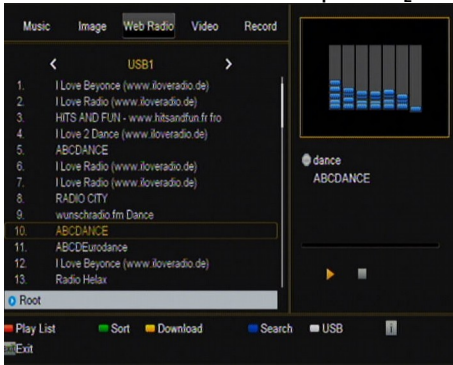 Music Image Web Radio Video Record
< USB1 >
1. I Love Beyonce (www.iloveradio.de)
2. I Love Radio (www.iloveradio.de)
3. HITS AND FUN - www.hitsandfun.fr fro
4. I Love 2 Dance (www.iloveradio.de)
5. ABCDANCE
6. I Love Radio (www.iloveradio.de)
7. I Love Radio (www.iloveradio.de)
8. RADIO CITY
9. wunschradio.fm Dance
10. ABCDANCE
11. ABCDEurodance
12. I Love Beyonce (www.iloveradio.de)
13. Radio Helax
Root
dance
ABCDANCE
Play List Sort Download Search USB i
Exit